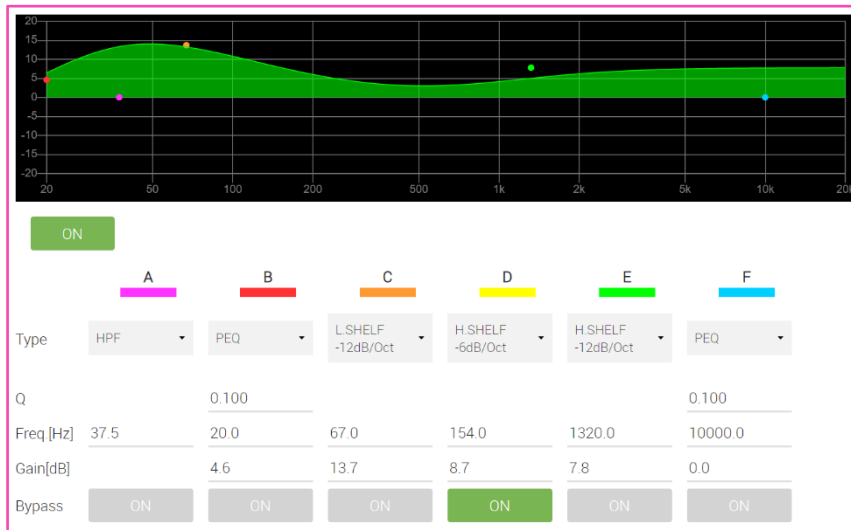 20
15
10
5
0
-5
-10
-15
-20
20 50 100 200 500 1k 2k 5k 10k 20k
ON
A B C D E F
Type HPF PEQ L.SHELF -12dB/Oct H.SHELF -6dB/Oct H.SHELF -12dB/Oct PEQ
Q 0.100 0.100
Freq [Hz] 37.5 20.0 67.0 154.0 1320.0 10000.0
Gain[dB] 4.6 13.7 8.7 7.8 0.0
Bypass ON ON ON ON ON ON